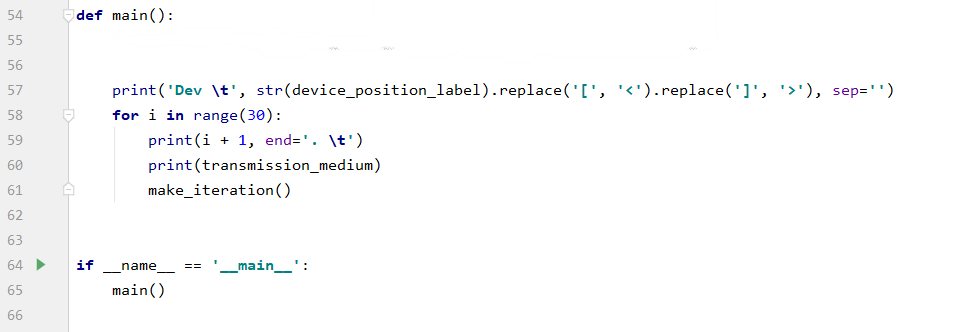 54 def main():
55
56
57 print('Dev \t', str(device_position_label).replace('[', '<').replace(']', '>'), sep='')
58 for i in range(30):
59 print(i + 1, end='. \t')
60 print(transmission_medium)
61 make_iteration()
62
63
64 if __name__ == '__main__':
65 main()
66